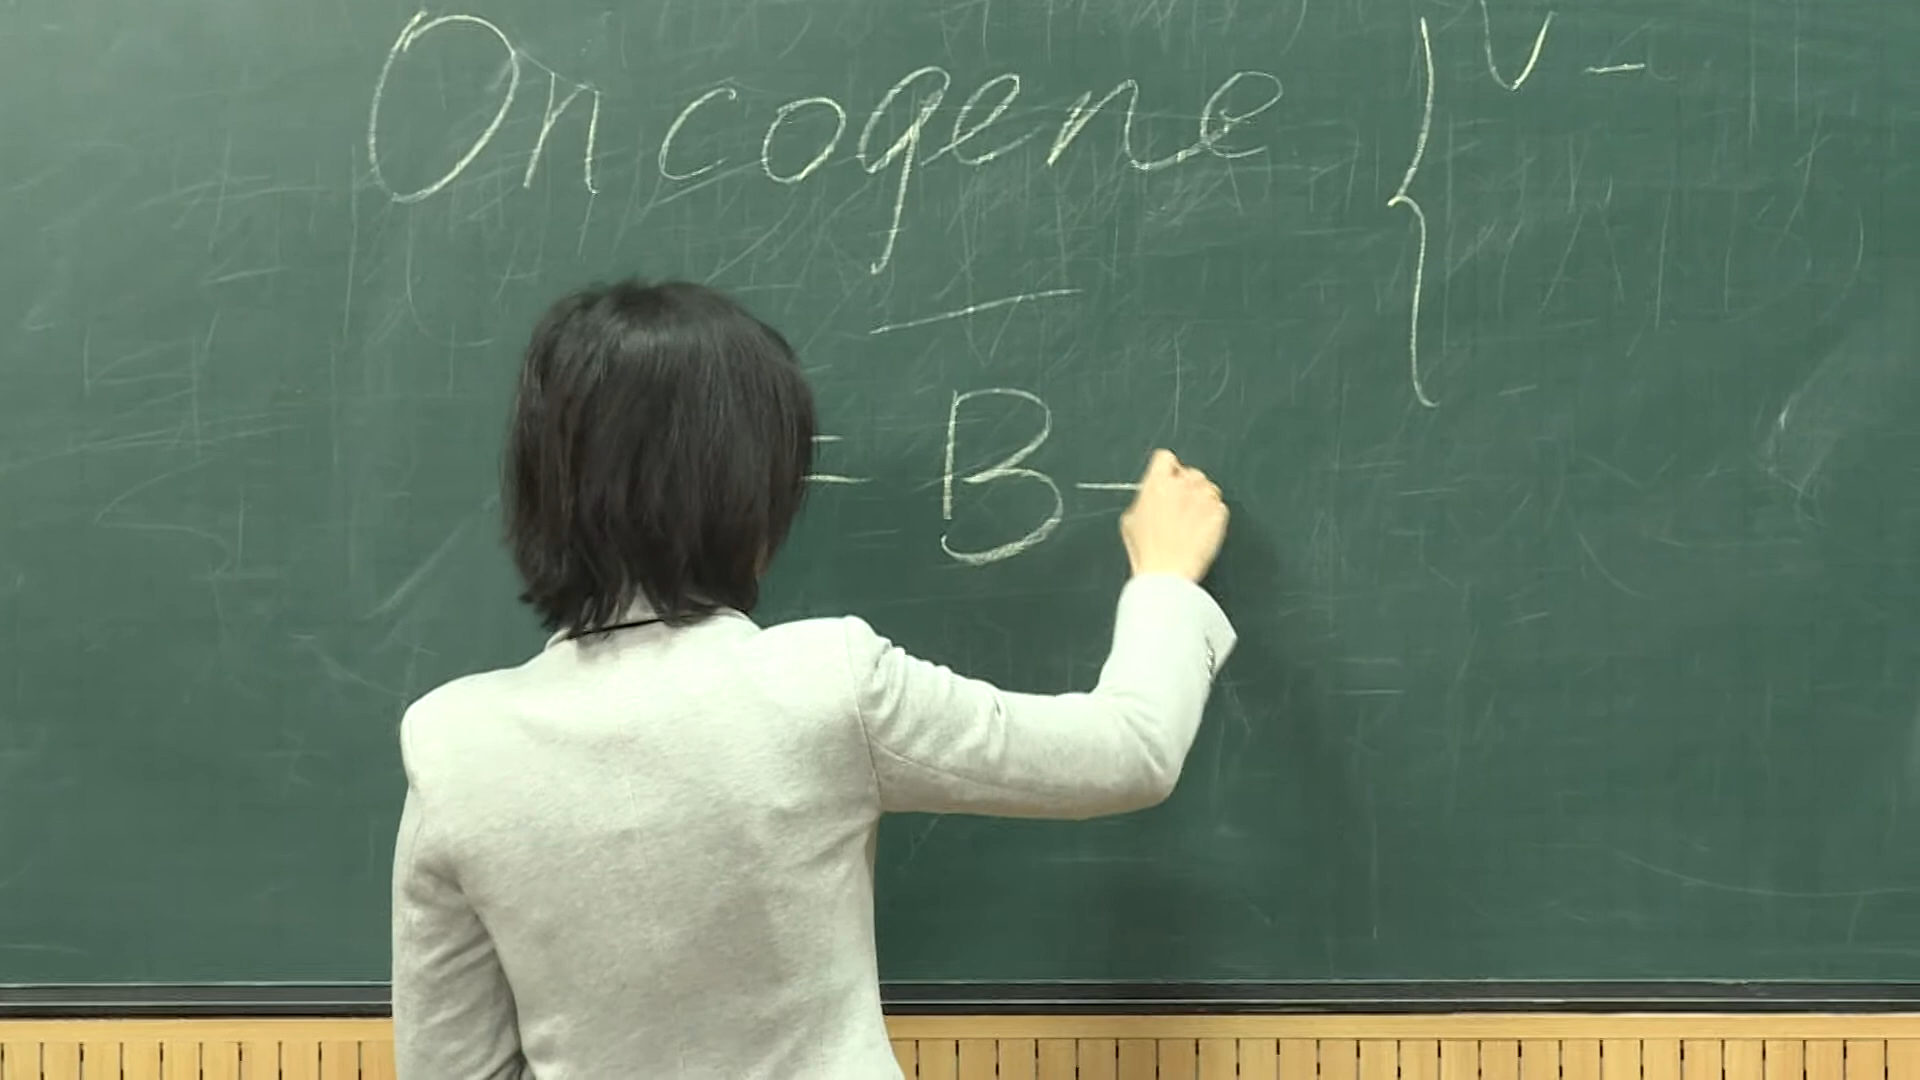 Oncogene { V -
= B -